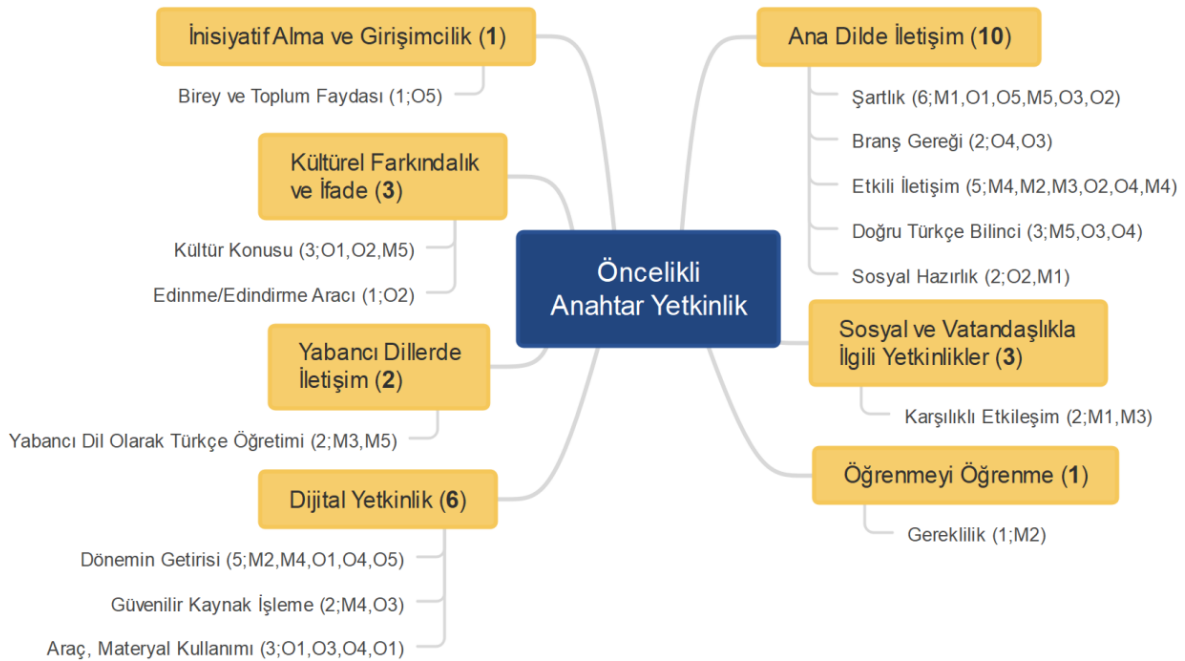 Öncelikli
Anahtar Yetkinlik
İnisiyatif Alma ve Girişimcilik (1)
Birey ve Toplum Faydası (1;O5)
Kültürel Farkındalık
ve İfade (3)
Kültür Konusu (3;O1,O2,M5)
Edinme/Edindirme Aracı (1;O2)
Yabancı Dillerde
İletişim (2)
Yabancı Dil Olarak Türkçe Öğretimi (2;M3,M5)
Dijital Yetkinlik (6)
Dönemin Getirisi (5;M2,M4,O1,O4,O5)
Güvenilir Kaynak İşleme (2;M4,O3)
Araç, Materyal Kullanımı (3;O1,O3,O4,O1)
Ana Dilde İletişim (10)
Şartlık (6;M1,O1,O5,M5,O3,O2)
Branş Gereği (2;O4,O3)
Etkili İletişim (5;M4,M2,M3,O2,O4,M4)
Doğru Türkçe Bilinci (3;M5,O3,O4)
Sosyal Hazırlık (2;O2,M1)
Sosyal ve Vatandaşlıkla
İlgili Yetkinlikler (3)
Karşılıklı Etkileşim (2;M1,M3)
Öğrenmeyi Öğrenme (1)
Gereklilik (1;M2)